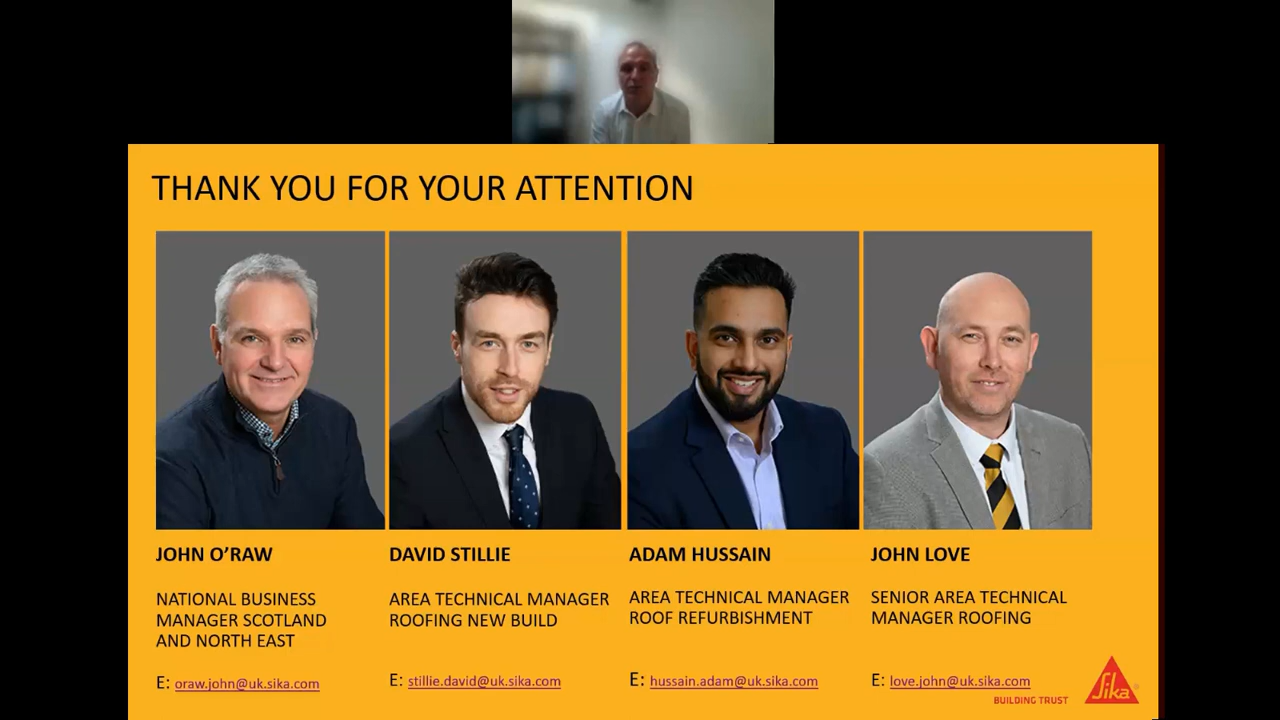 THANK YOU FOR YOUR ATTENTION
JOHN O’RAW
NATIONAL BUSINESS
MANAGER SCOTLAND
AND NORTH EAST
E: oraw.john@uk.sika.com
DAVID STILLIE
AREA TECHNICAL MANAGER
ROOFING NEW BUILD
E: stillie.david@uk.sika.com
ADAM HUSSAIN
AREA TECHNICAL MANAGER
ROOF REFURBISHMENT
E: hussain.adam@uk.sika.com
JOHN LOVE
SENIOR AREA TECHNICAL
MANAGER ROOFING
E: love.john@uk.sika.com
BUILDING TRUST
Sika®